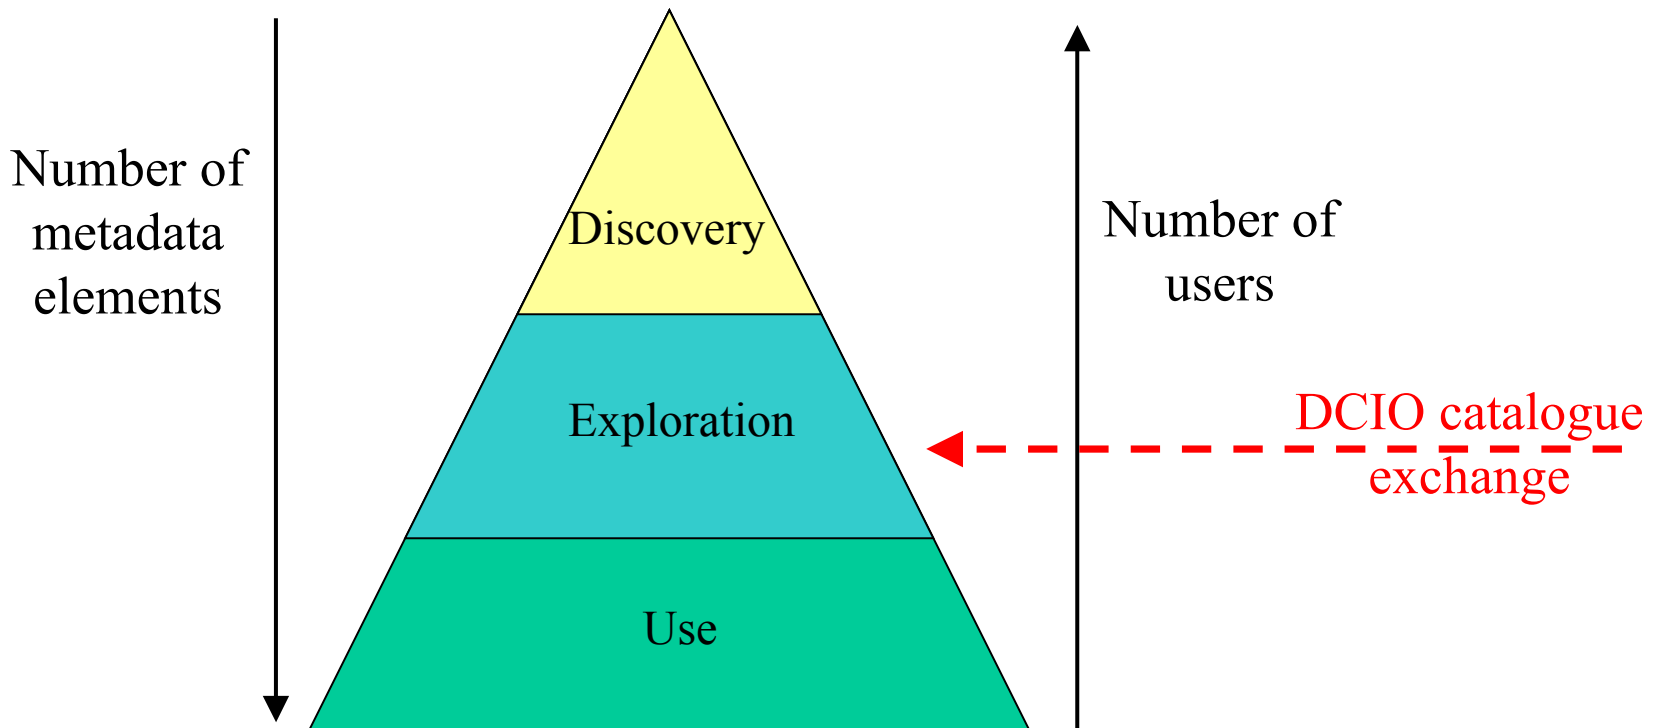 Number of
metadata
elements
Discovery
Exploration
Use
Number of
users
DCIO catalogue
exchange